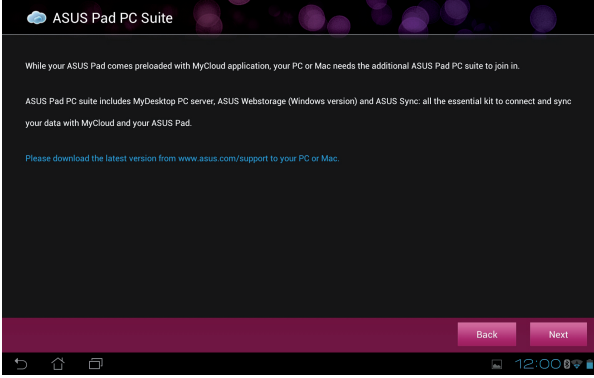 ASUS Pad PC Suite
While your ASUS Pad comes preloaded with MyCloud application, your PC or Mac needs the additional ASUS Pad PC suite to join in.
ASUS Pad PC suite includes MyDesktop PC server, ASUS Webstorage (Windows version) and ASUS Sync: all the essential kit to connect and sync
your data with MyCloud and your ASUS Pad.
Please download the latest version from www.asus.com/support to your PC or Mac.
Back Next
12:00